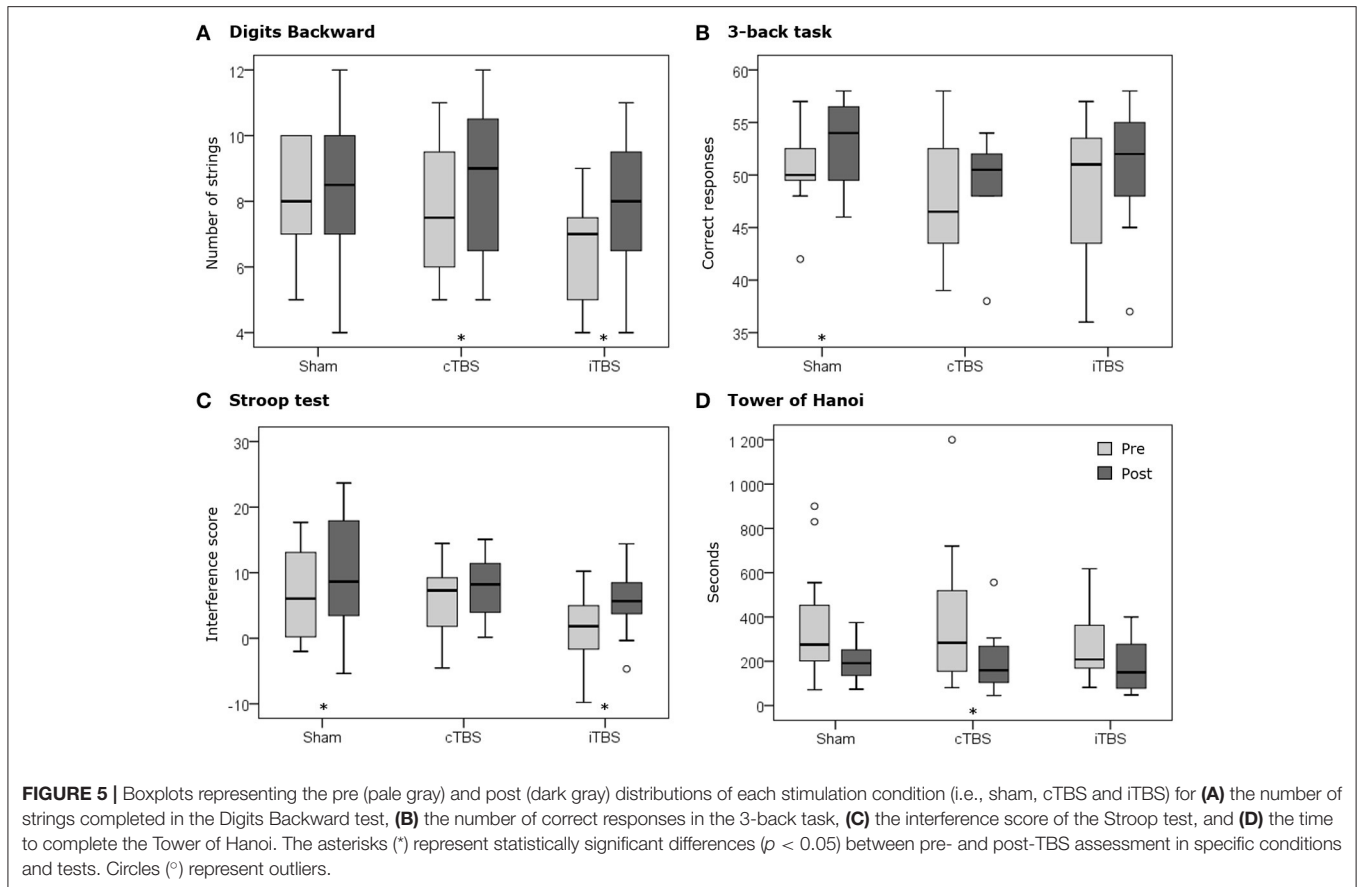 A Digits Backward
12
10
8
6
4
Number of strings
*
*
Sham
cTBS
iTBS
B 3-back task
60
55
50
45
40
35
Correct responses
*
Sham
cTBS
iTBS
C Stroop test
30
20
10
0
-10
Interference score
*
*
Sham
cTBS
iTBS
D Tower of Hanoi
1 200
1 000
800
600
400
200
0
Seconds
Pre
Post
*
Sham
cTBS
iTBS
FIGURE 5 | Boxplots representing the pre (pale gray) and post (dark gray) distributions of each stimulation condition (i.e., sham, cTBS and iTBS) for (A) the number of
strings completed in the Digits Backward test, (B) the number of correct responses in the 3-back task, (C) the interference score of the Stroop test, and (D) the time
to complete the Tower of Hanoi. The asterisks (*) represent statistically significant differences (p < 0.05) between pre- and post-TBS assessment in specific conditions
and tests. Circles (○) represent outliers.